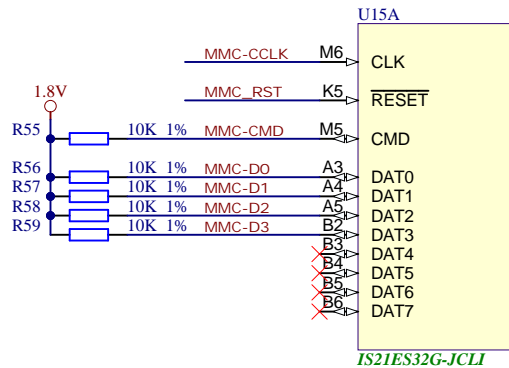 U15A
MMC-CCLK M6 CLK
MMC_RST K5 RESET
1.8V
R55 10K 1% MMC-CMD M5 CMD
R56 10K 1% MMC-D0 A3 DAT0
R57 10K 1% MMC-D1 A4 DAT1
R58 10K 1% MMC-D2 A5 DAT2
R59 10K 1% MMC-D3 B2 DAT3
B3 DAT4
B4 DAT5
B5 DAT6
B6 DAT7
IS21ES32G-JCLI